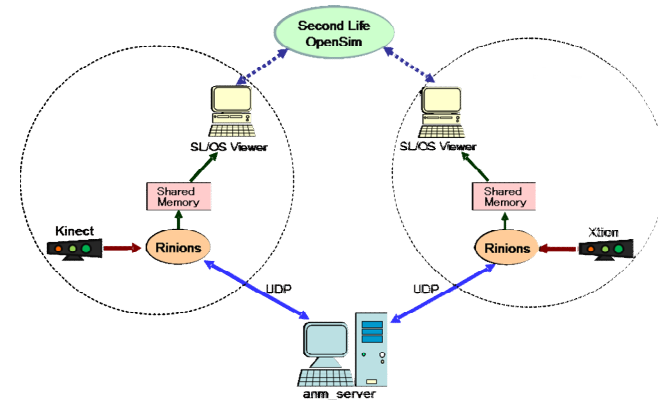 Second Life
OpenSim
SL/OS Viewer
SL/OS Viewer
Shared
Memory
Shared
Memory
Kinect
Rinions
Rinions
Xtion
UDP
UDP
anm_server